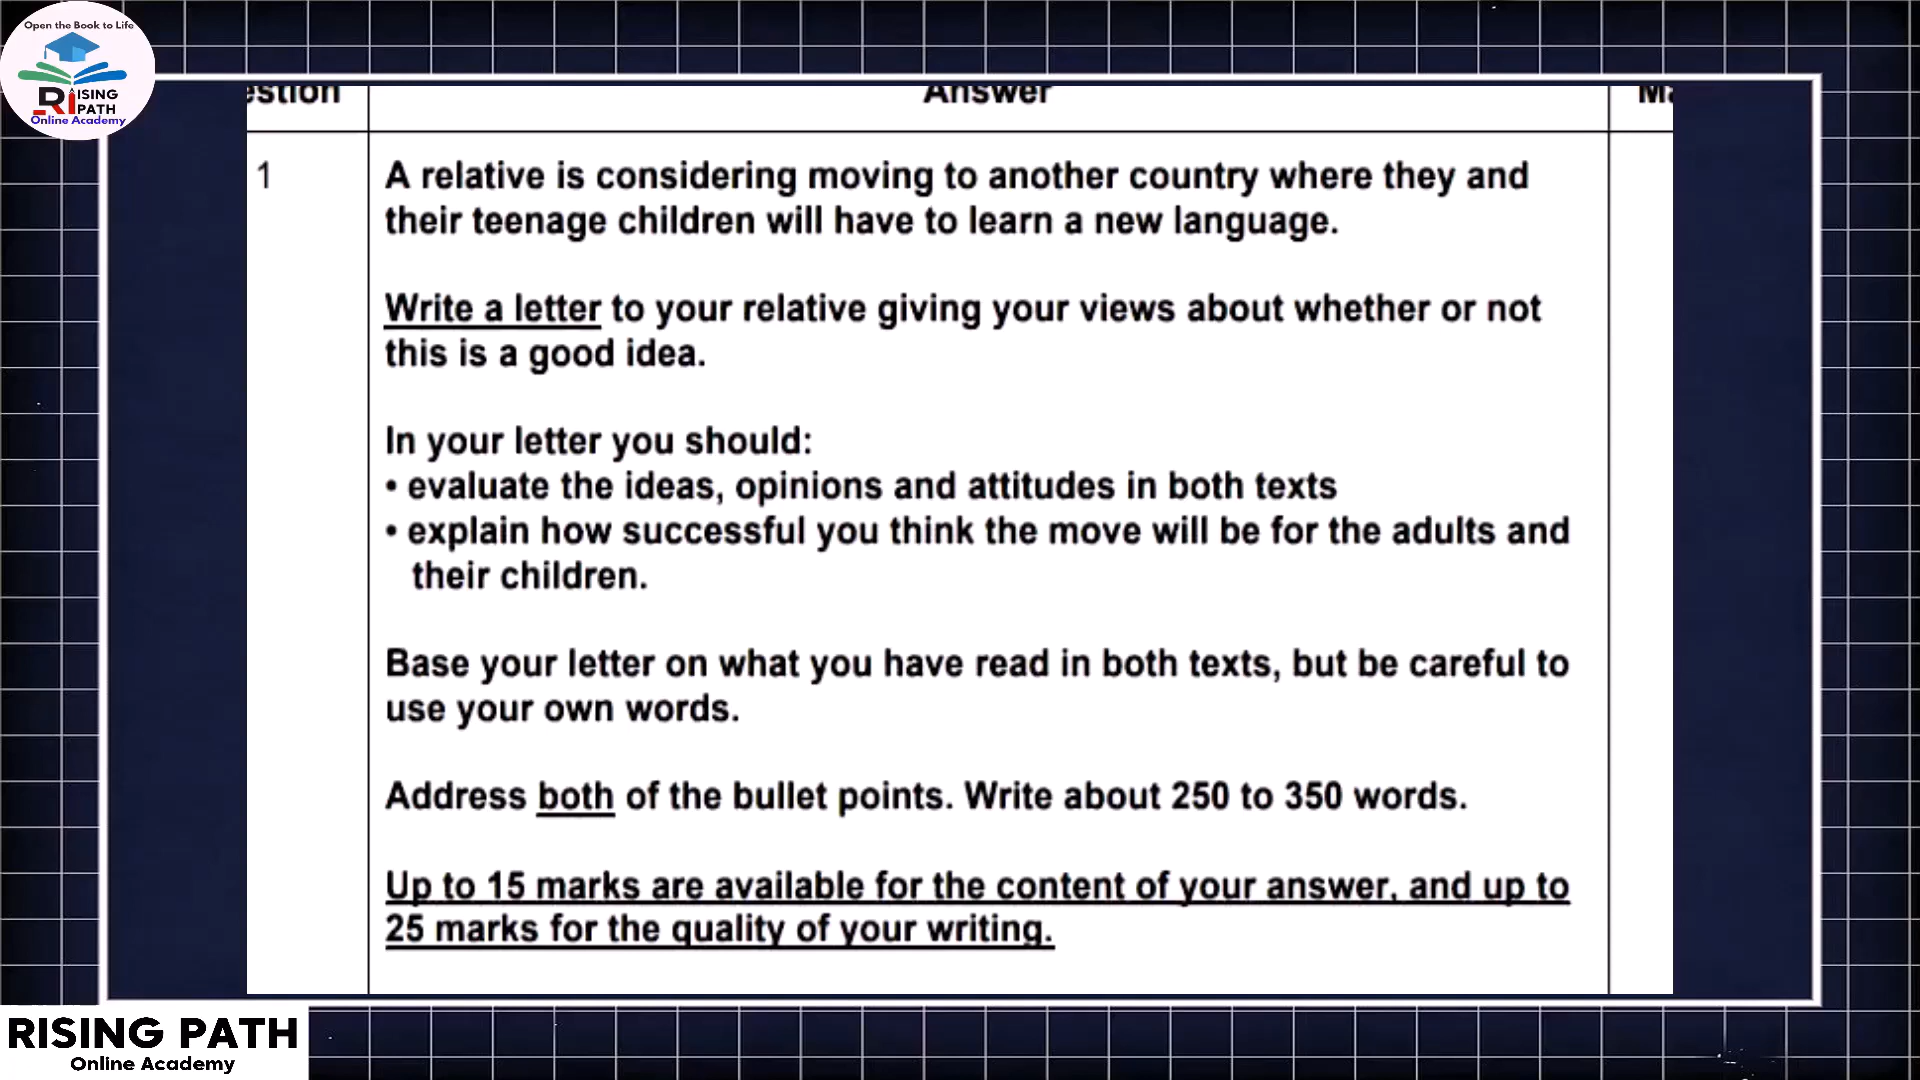 Open the Book to Life
RISING
PATH
Online Academy
estion Answer Ma
1
A relative is considering moving to another country where they and
their teenage children will have to learn a new language.
Write a letter to your relative giving your views about whether or not
this is a good idea.
In your letter you should:
• evaluate the ideas, opinions and attitudes in both texts
• explain how successful you think the move will be for the adults and
their children.
Base your letter on what you have read in both texts, but be careful to
use your own words.
Address both of the bullet points. Write about 250 to 350 words.
Up to 15 marks are available for the content of your answer, and up to
25 marks for the quality of your writing.
RISING PATH
Online Academy